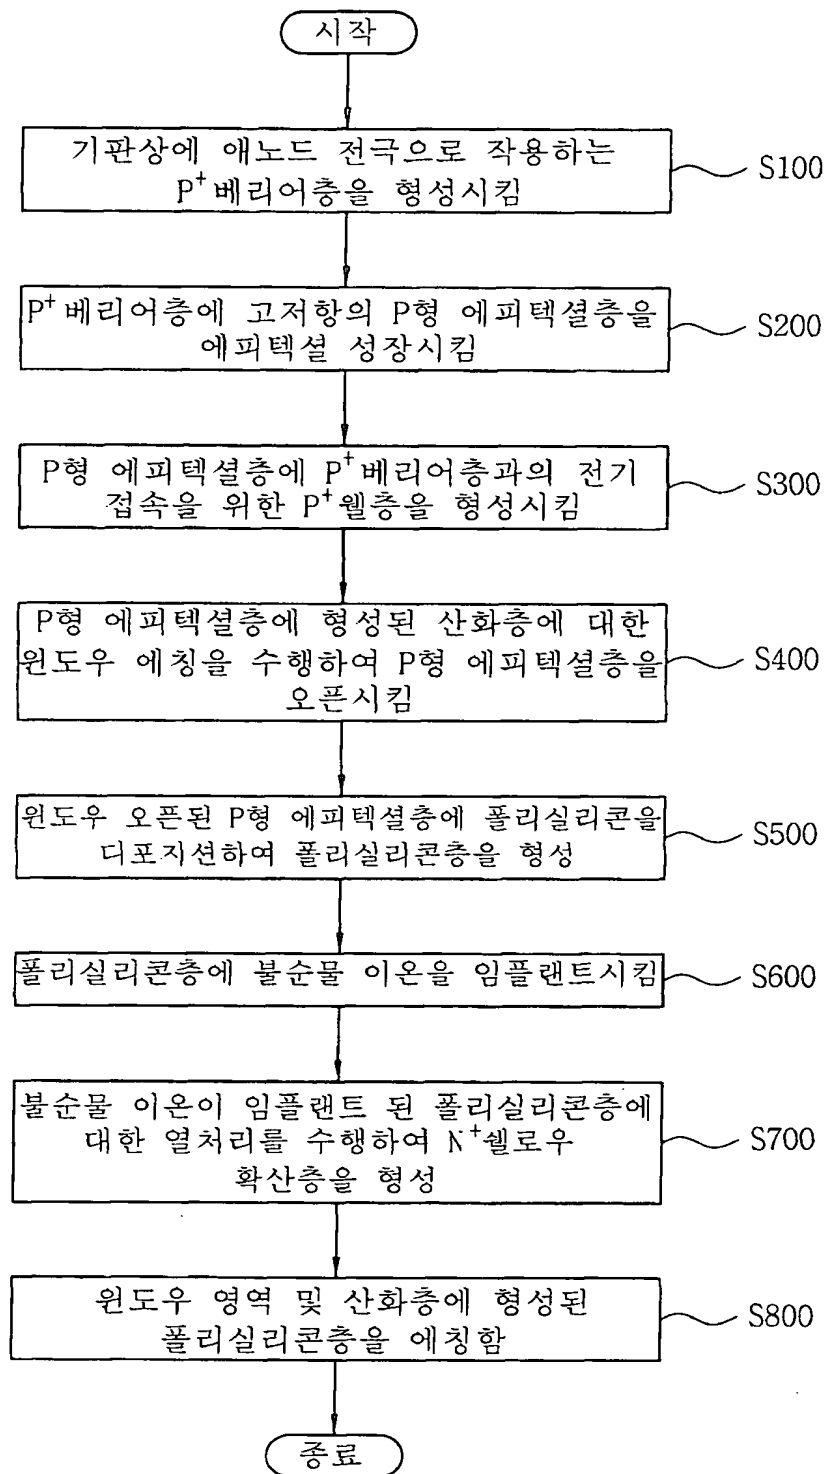 시작
기판상에 애노드 전극으로 작용하는
P⁺베리어층을 형성시킴
S100
P⁺베리어층에 고저항의 P형 에피텍셜층을
에피텍셜 성장시킴
S200
P형 에피텍셜층에 P⁺베리어층과의 전기
접속을 위한 P⁺웰층을 형성시킴
S300
P형 에피텍셜층에 형성된 산화층에 대한
윈도우 에칭을 수행하여 P형 에피텍셜층을
오픈시킴
S400
윈도우 오픈된 P형 에피텍셜층에 폴리실리콘을
디포지션하여 폴리실리콘층을 형성
S500
폴리실리콘층에 불순물 이온을 임플랜트시킴
S600
불순물 이온이 임플랜트 된 폴리실리콘층에
대한 열처리를 수행하여 N⁺쉘로우
확산층을 형성
S700
윈도우 영역 및 산화층에 형성된
폴리실리콘층을 에칭함
S800
종료